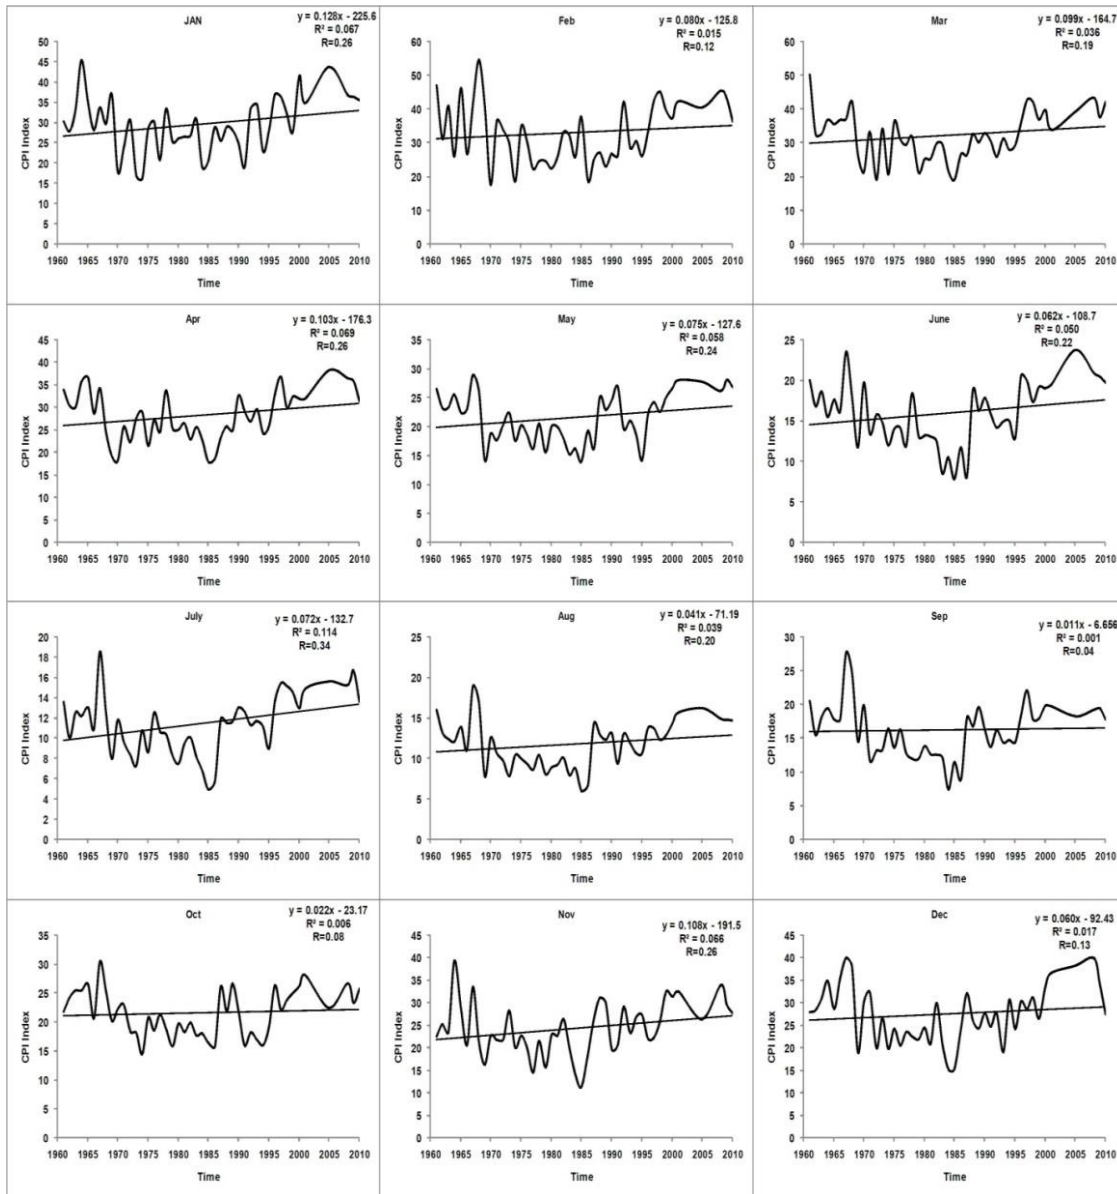 JAN
y = 0.128x - 225.6
R² = 0.067
R=0.26
CPI Index
50
45
40
35
30
25
20
15
10
5
0
1960 1965 1970 1975 1980 1985 1990 1995 2000 2005 2010
Time
Feb
y = 0.080x - 125.8
R² = 0.015
R=0.12
CPI Index
60
50
40
30
20
10
0
1960 1965 1970 1975 1980 1985 1990 1995 2000 2005 2010
Time
Mar
y = 0.099x - 164.7
R² = 0.036
R=0.19
CPI Index
60
50
40
30
20
10
0
1960 1965 1970 1975 1980 1985 1990 1995 2000 2005 2010
Time
Apr
y = 0.103x - 176.3
R² = 0.069
R=0.26
CPI Index
45
40
35
30
25
20
15
10
5
0
1960 1965 1970 1975 1980 1985 1990 1995 2000 2005 2010
Time
May
y = 0.075x - 127.6
R² = 0.058
R=0.24
CPI Index
35
30
25
20
15
10
5
0
1960 1965 1970 1975 1980 1985 1990 1995 2000 2005 2010
Time
June
y = 0.062x - 108.7
R² = 0.050
R=0.22
CPI Index
25
20
15
10
5
0
1960 1965 1970 1975 1980 1985 1990 1995 2000 2005 2010
Time
July
y = 0.072x - 132.7
R² = 0.114
R=0.34
CPI Index
20
18
16
14
12
10
8
6
4
2
0
1960 1965 1970 1975 1980 1985 1990 1995 2000 2005 2010
Time
Aug
y = 0.041x - 71.19
R² = 0.039
R=0.20
CPI Index
25
20
15
10
5
0
1960 1965 1970 1975 1980 1985 1990 1995 2000 2005 2010
Time
Sep
y = 0.011x - 6.656
R² = 0.001
R=0.04
CPI Index
30
25
20
15
10
5
0
1960 1965 1970 1975 1980 1985 1990 1995 2000 2005 2010
Time
Oct
y = 0.022x - 23.17
R² = 0.006
R=0.08
CPI Index
35
30
25
20
15
10
5
0
1960 1965 1970 1975 1980 1985 1990 1995 2000 2005 2010
Time
Nov
y = 0.108x - 191.5
R² = 0.066
R=0.26
CPI Index
45
40
35
30
25
20
15
10
5
0
1960 1965 1970 1975 1980 1985 1990 1995 2000 2005 2010
Time
Dec
y = 0.060x - 92.43
R² = 0.017
R=0.13
CPI Index
45
40
35
30
25
20
15
10
5
0
1960 1965 1970 1975 1980 1985 1990 1995 2000 2005 2010
Time